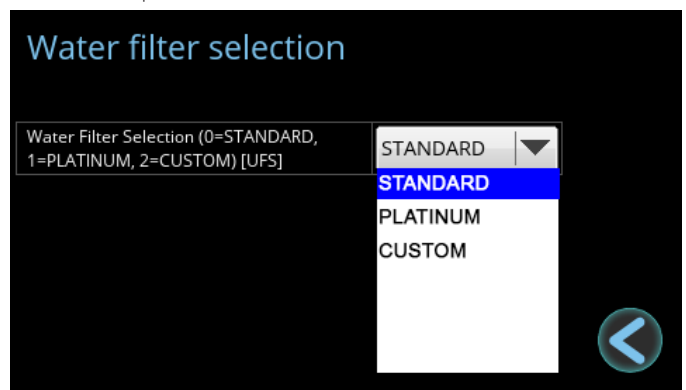 Water filter selection
Water Filter Selection (0=STANDARD,
1=PLATINUM, 2=CUSTOM) [UFS]
STANDARD
STANDARD
PLATINUM
CUSTOM